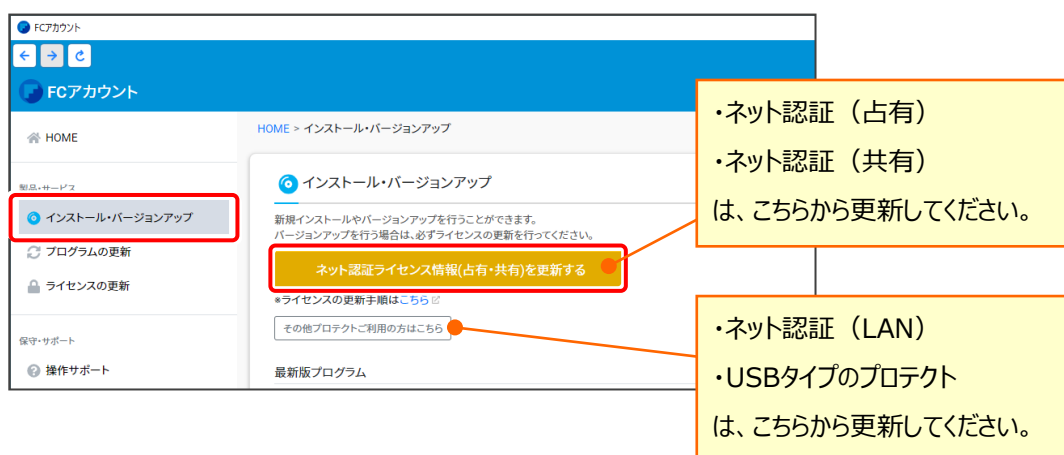 FCアカウント
FCアカウント
HOME
製品・サービス
インストール・バージョンアップ
プログラムの更新
ライセンスの更新
保守・サポート
操作サポート
HOME > インストール・バージョンアップ
インストール・バージョンアップ
新規インストールやバージョンアップを行うことができます。
バージョンアップを行う場合は、必ずライセンスの更新を行ってください。
ネット認証ライセンス情報(占有・共有)を更新する
※ライセンスの更新手順はこちら
その他プロテクトご利用の方はこちら
最新版プログラム
・ネット認証（占有）
・ネット認証（共有）
は、こちらから更新してください。
・ネット認証（LAN）
・USBタイプのプロテクト
は、こちらから更新してください。